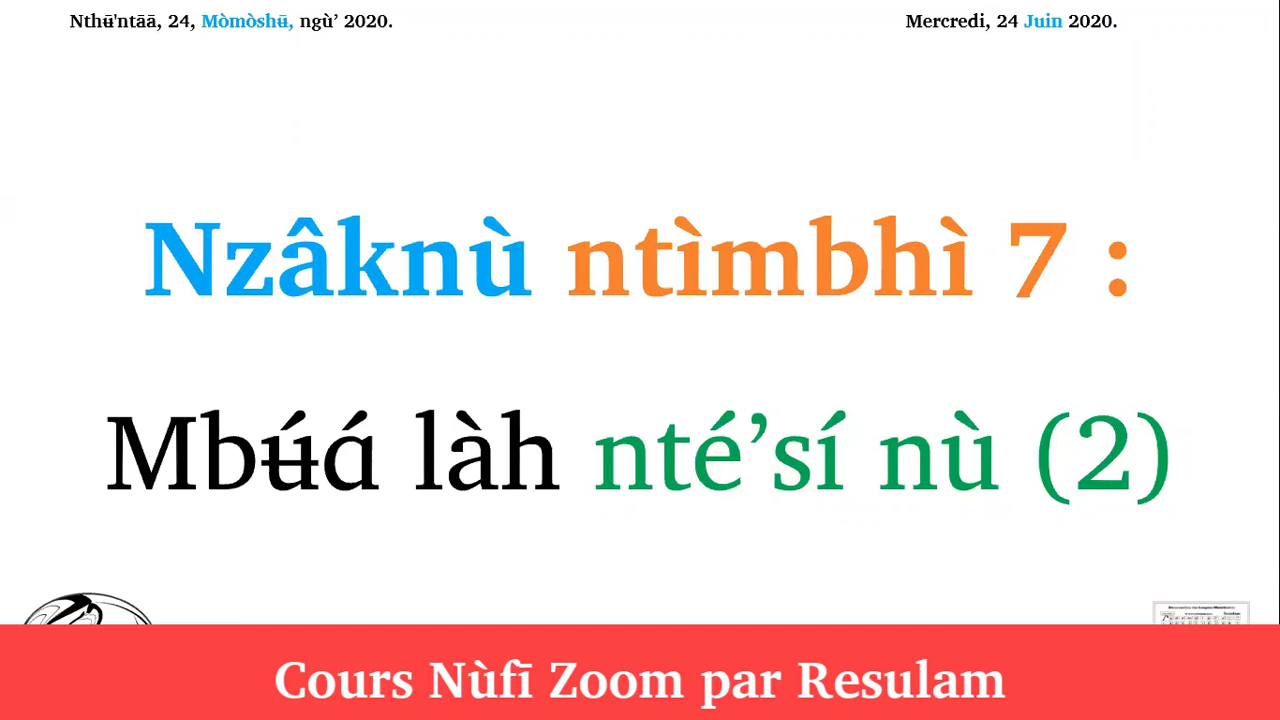 Nthʉ̄'ntāā, 24, Mòmòshʉ̄, ngù’ 2020.
Mercredi, 24 Juin 2020.
Nzâknù ntìmbhì 7 :
Mbʉ́ɑ́ làh nté’sí nù (2)
Cours Nùfī Zoom par Resulam